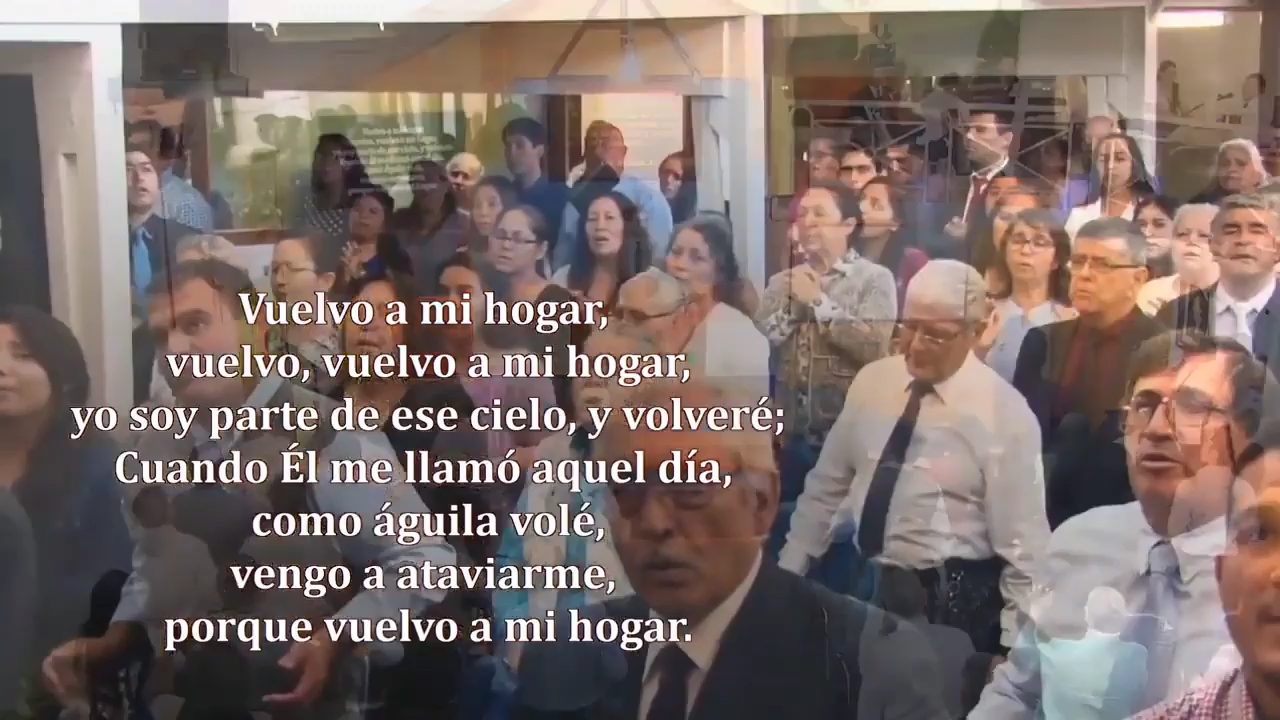 Vuelvo a mi hogar,
vuelvo, vuelvo a mi hogar,
yo soy parte de ese cielo, y volveré;
Cuando Él me llamó aquel día,
como águila volé,
vengo a ataviarme,
porque vuelvo a mi hogar.